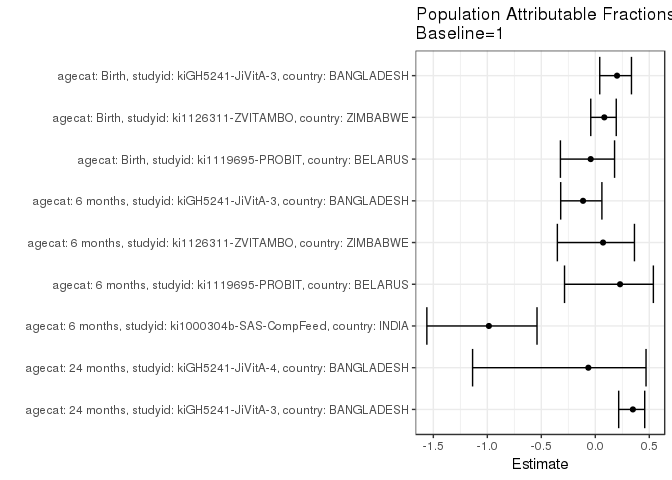 Population Attributable Fractions
Baseline=1
agecat: Birth, studyid: kiGH5241-JiVitA-3, country: BANGLADESH
agecat: Birth, studyid: ki1126311-ZVITAMBO, country: ZIMBABWE
agecat: Birth, studyid: ki1119695-PROBIT, country: BELARUS
agecat: 6 months, studyid: kiGH5241-JiVitA-3, country: BANGLADESH
agecat: 6 months, studyid: ki1126311-ZVITAMBO, country: ZIMBABWE
agecat: 6 months, studyid: ki1119695-PROBIT, country: BELARUS
agecat: 6 months, studyid: ki1000304b-SAS-CompFeed, country: INDIA
agecat: 24 months, studyid: kiGH5241-JiVitA-4, country: BANGLADESH
agecat: 24 months, studyid: kiGH5241-JiVitA-3, country: BANGLADESH
-1.5 -1.0 -0.5 0.0 0.5
Estimate